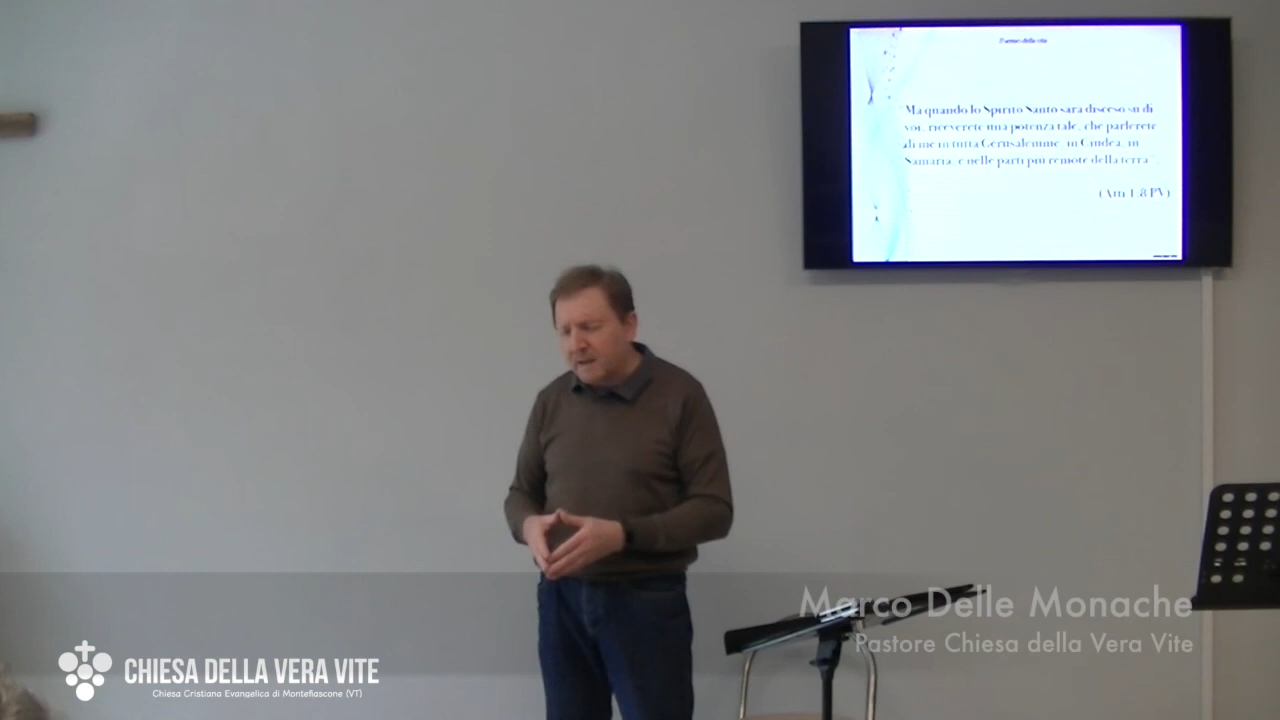 Ma quando lo Spirito Santo sarà disceso su di
voi, riceverete una potenza tale, che parlerete
di me in tutta Gerusalemme, in Giudea, in
Samaria, e nelle parti più remote della terra".
(Atti 1:8 PV)
Marco Delle Monache
Pastore Chiesa della Vera Vite
CHIESA DELLA VERA VITE
Chiesa Cristiana Evangelica di Montefiascone (VT)